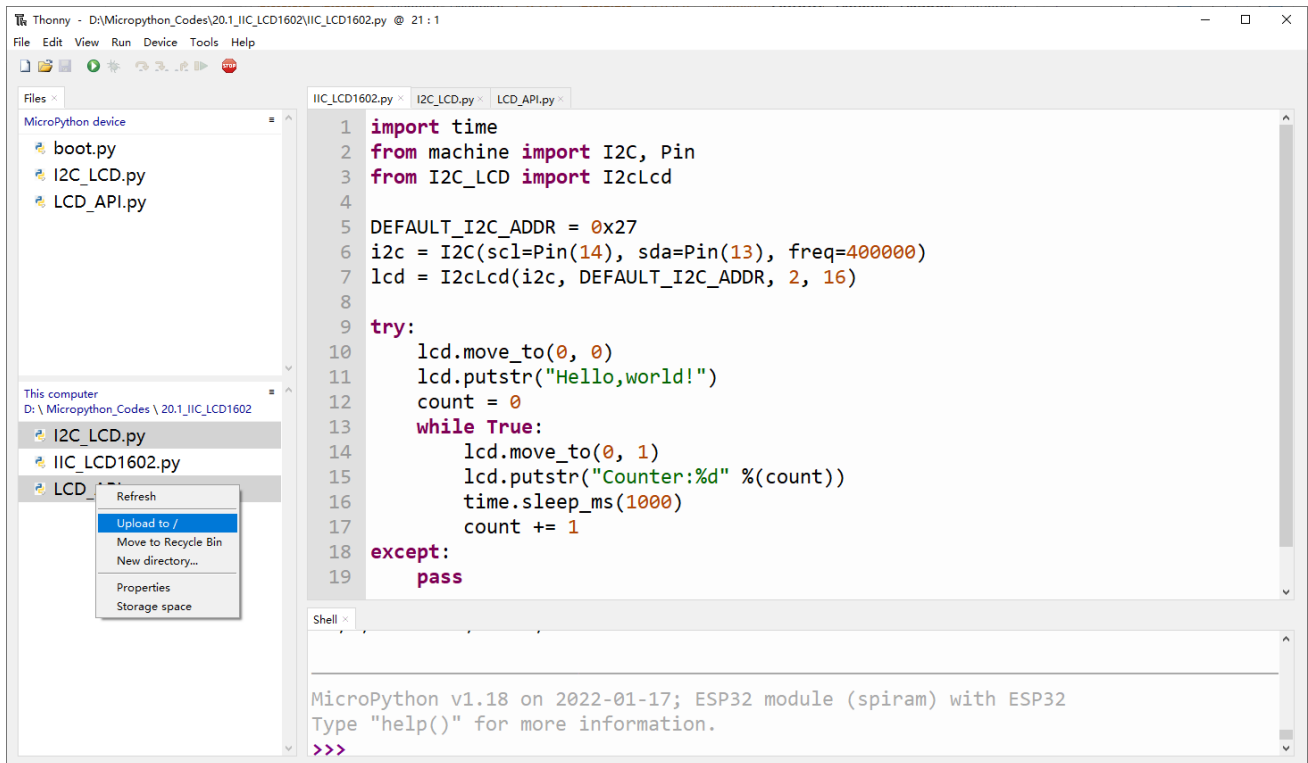 Thonny - D:\Micropython_Codes\20.1_IIC_LCD1602\IIC_LCD1602.py @ 21 : 1
File Edit View Run Device Tools Help
STOP
Files
MicroPython device
boot.py
I2C_LCD.py
LCD_API.py
This computer
D: \ Micropython_Codes \ 20.1_IIC_LCD1602
I2C_LCD.py
IIC_LCD1602.py
LCD_
Refresh
Upload to /
Move to Recycle Bin
New directory...
Properties
Storage space
IIC_LCD1602.py I2C_LCD.py LCD_API.py
1 import time
2 from machine import I2C, Pin
3 from I2C_LCD import I2cLcd
4
5 DEFAULT_I2C_ADDR = 0x27
6 i2c = I2C(scl=Pin(14), sda=Pin(13), freq=400000)
7 lcd = I2cLcd(i2c, DEFAULT_I2C_ADDR, 2, 16)
8
9 try:
10 lcd.move_to(0, 0)
11 lcd.putstr("Hello,world!")
12 count = 0
13 while True:
14 lcd.move_to(0, 1)
15 lcd.putstr("Counter:%d" %(count))
16 time.sleep_ms(1000)
17 count += 1
18 except:
19 pass
Shell
MicroPython v1.18 on 2022-01-17; ESP32 module (spiram) with ESP32
Type "help()" for more information.
>>>